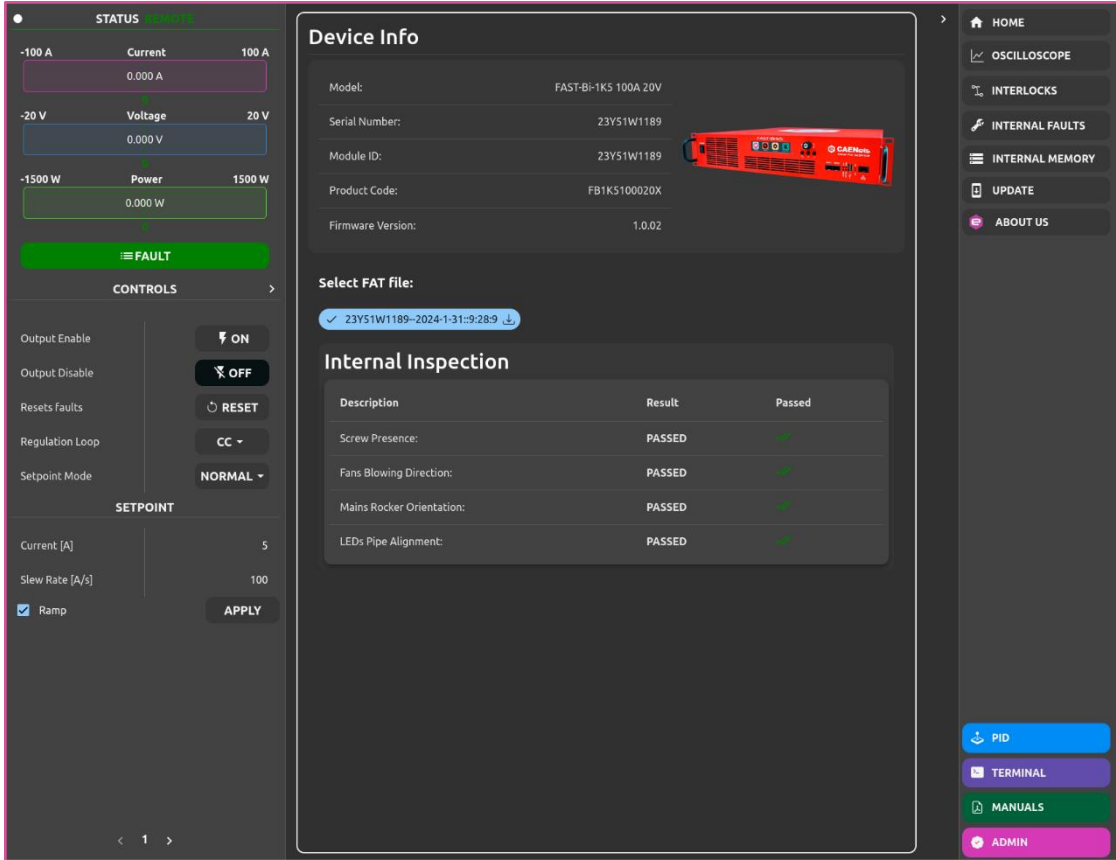 STATUS REMOTE
-100 A Current 100 A
0.000 A
0
-20 V Voltage 20 V
0.000 V
0
-1500 W Power 1500 W
0.000 W
0
FAULT
CONTROLS
Output Enable ON
Output Disable OFF
Resets faults RESET
Regulation Loop CC
Setpoint Mode NORMAL
SETPOINT
Current [A] 5
Slew Rate [A/s] 100
Ramp APPLY
< 1 >
Device Info
Model: FAST-Bi-1K5 100A 20V
Serial Number: 23Y51W1189
Module ID: 23Y51W1189
Product Code: FB1K5100020X
Firmware Version: 1.0.02
CAENels
Select FAT file:
23Y51W1189--2024-1-31::9:28:9
Internal Inspection
Description Result Passed
Screw Presence: PASSED
Fans Blowing Direction: PASSED
Mains Rocker Orientation: PASSED
LEDs Pipe Alignment: PASSED
HOME
OSCILLOSCOPE
INTERLOCKS
INTERNAL FAULTS
INTERNAL MEMORY
UPDATE
ABOUT US
PID
TERMINAL
MANUALS
ADMIN